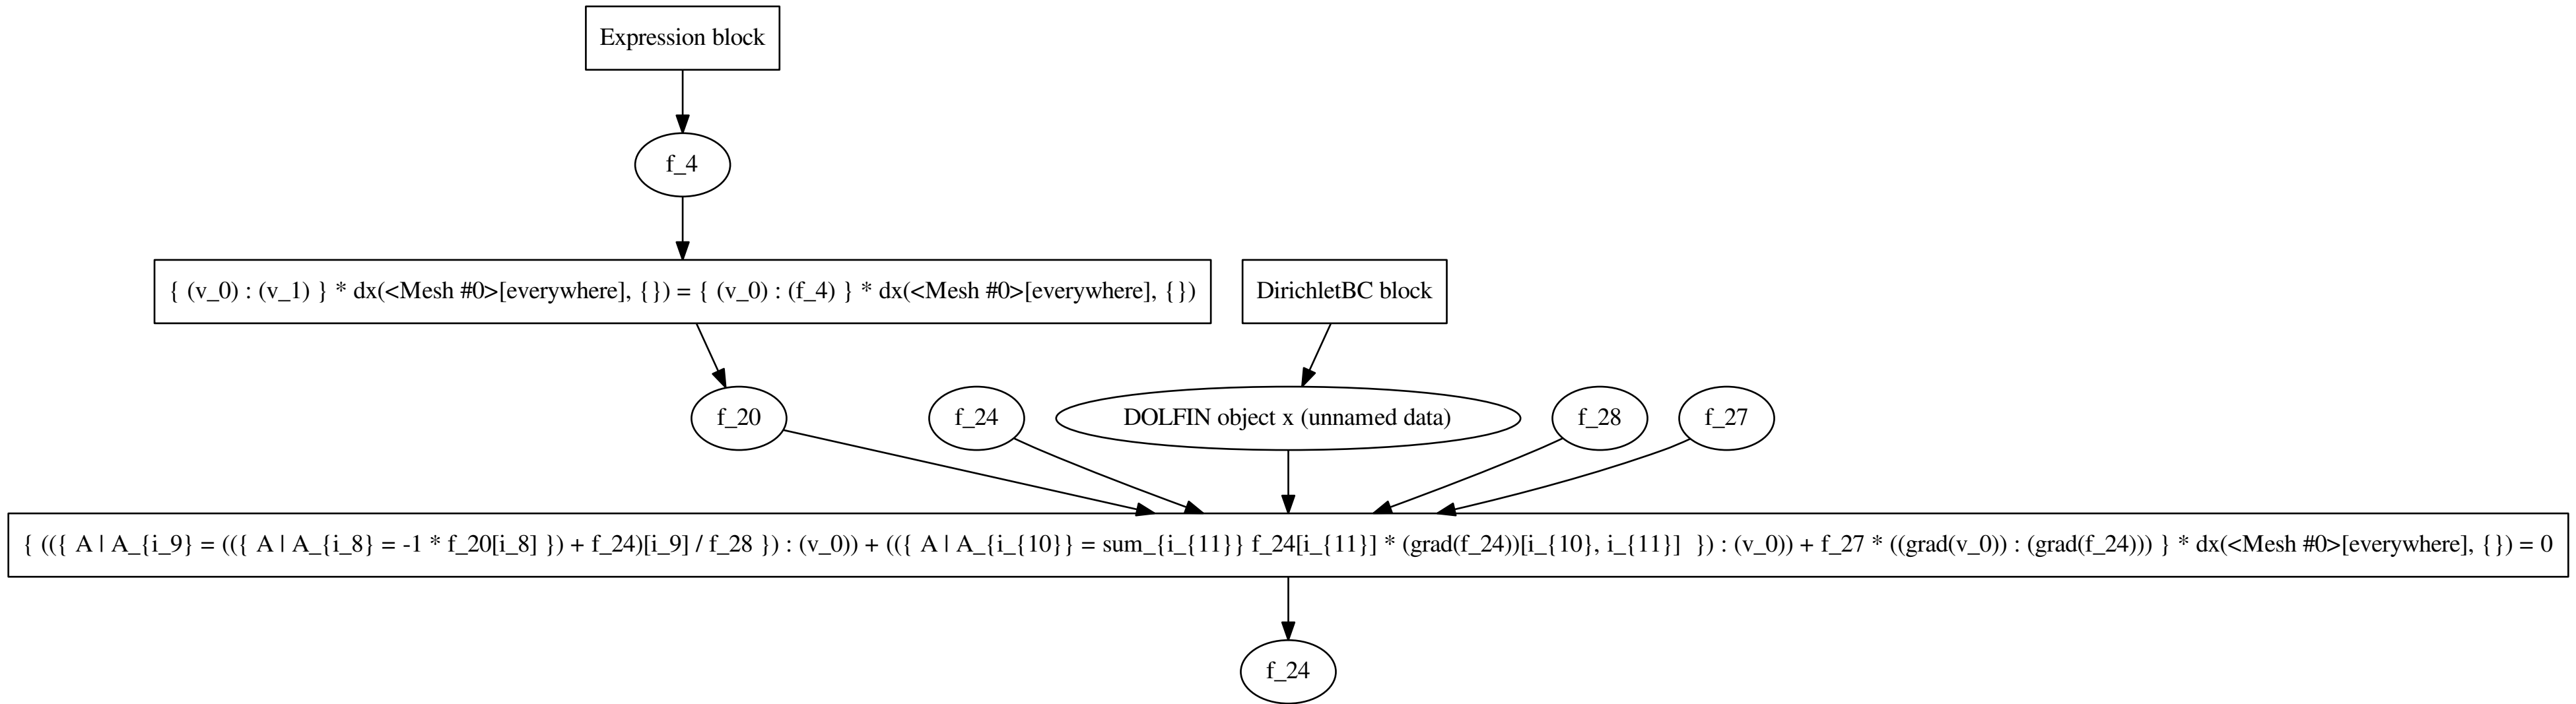 Expression block
f_4
{ (v_0) : (v_1) } * dx(<Mesh #0>[everywhere], {}) = { (v_0) : (f_4) } * dx(<Mesh #0>[everywhere], {})
DirichletBC block
f_20
f_24
DOLFIN object x (unnamed data)
f_28
f_27
{ (({ A | A_{i_9} = (({ A | A_{i_8} = -1 * f_20[i_8] }) + f_24)[i_9] / f_28 }) : (v_0)) + (({ A | A_{i_{10}} = sum_{i_{11}} f_24[i_{11}] * (grad(f_24))[i_{10}, i_{11}]  }) : (v_0)) + f_27 * ((grad(v_0)) : (grad(f_24))) } * dx(<Mesh #0>[everywhere], {}) = 0
f_24